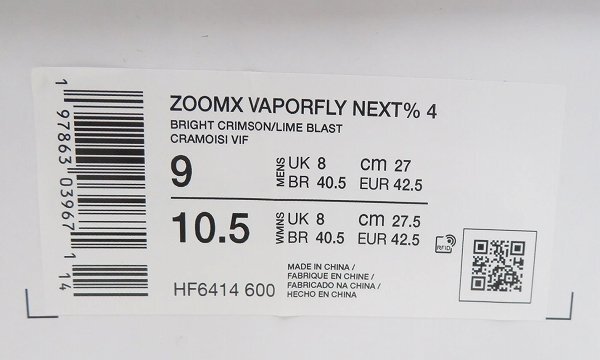 ZOOMX VAPORFLY NEXT% 4
BRIGHT CRIMSON/LIME BLAST
CRAMOISI VIF
9 MENS UK 8 cm 27
BR 40.5 EUR 42.5
10.5 WMNS UK 8 cm 27.5
BR 40.5 EUR 42.5
RFID
MADE IN CHINA /
FABRIQUE EN CHINE /
FABRICADO NA CHINA /
HECHO EN CHINA
HF6414 600
1 97863 03967 1 14